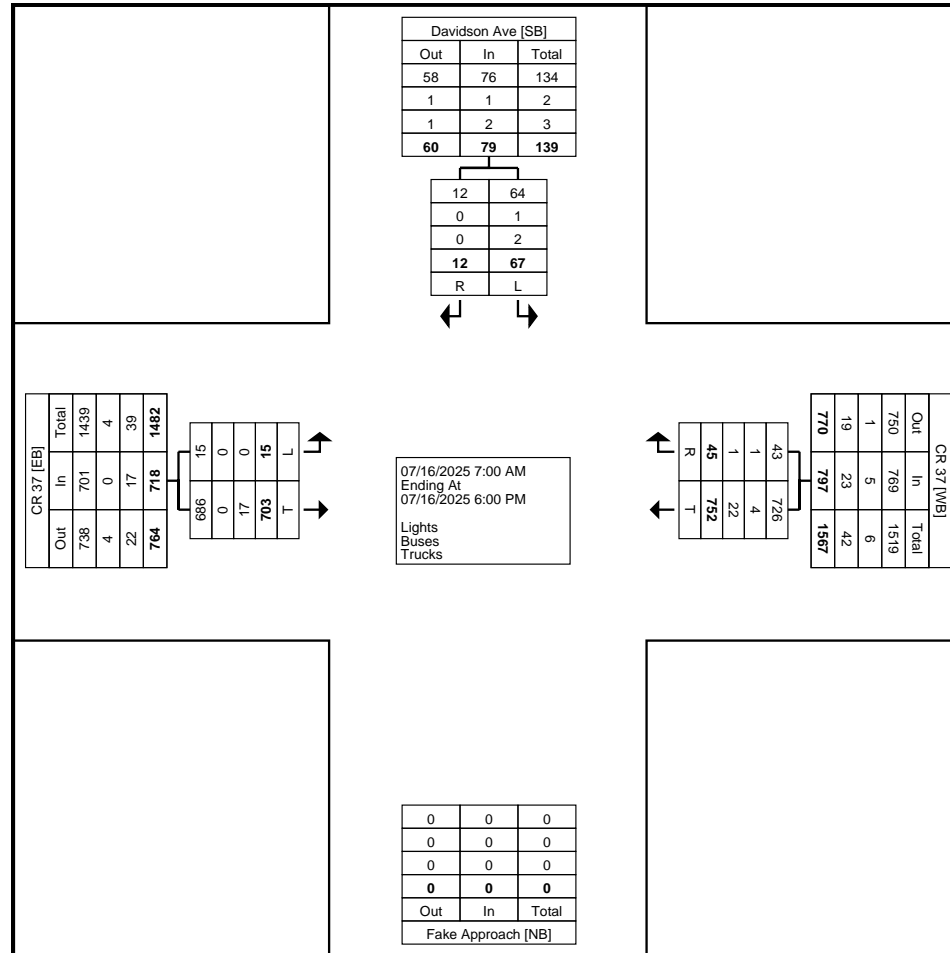 Davidson Ave [SB]
Out In Total
58 76 134
1 1 2
1 2 3
60 79 139
12 64
0 1
0 2
12 67
R L
CR 37 [EB]
Total In Out
1439 701 738
4 0 4
39 17 22
1482 718 764
15 686
0 0
0 17
15 703
L T
07/16/2025 7:00 AM
Ending At
07/16/2025 6:00 PM
Lights
Buses
Trucks
43 726
1 4
1 22
45 752
R T
CR 37 [WB]
Out In Total
750 769 1519
1 5 6
19 23 42
770 797 1567
0 0 0
0 0 0
0 0 0
0 0 0
Out In Total
Fake Approach [NB]